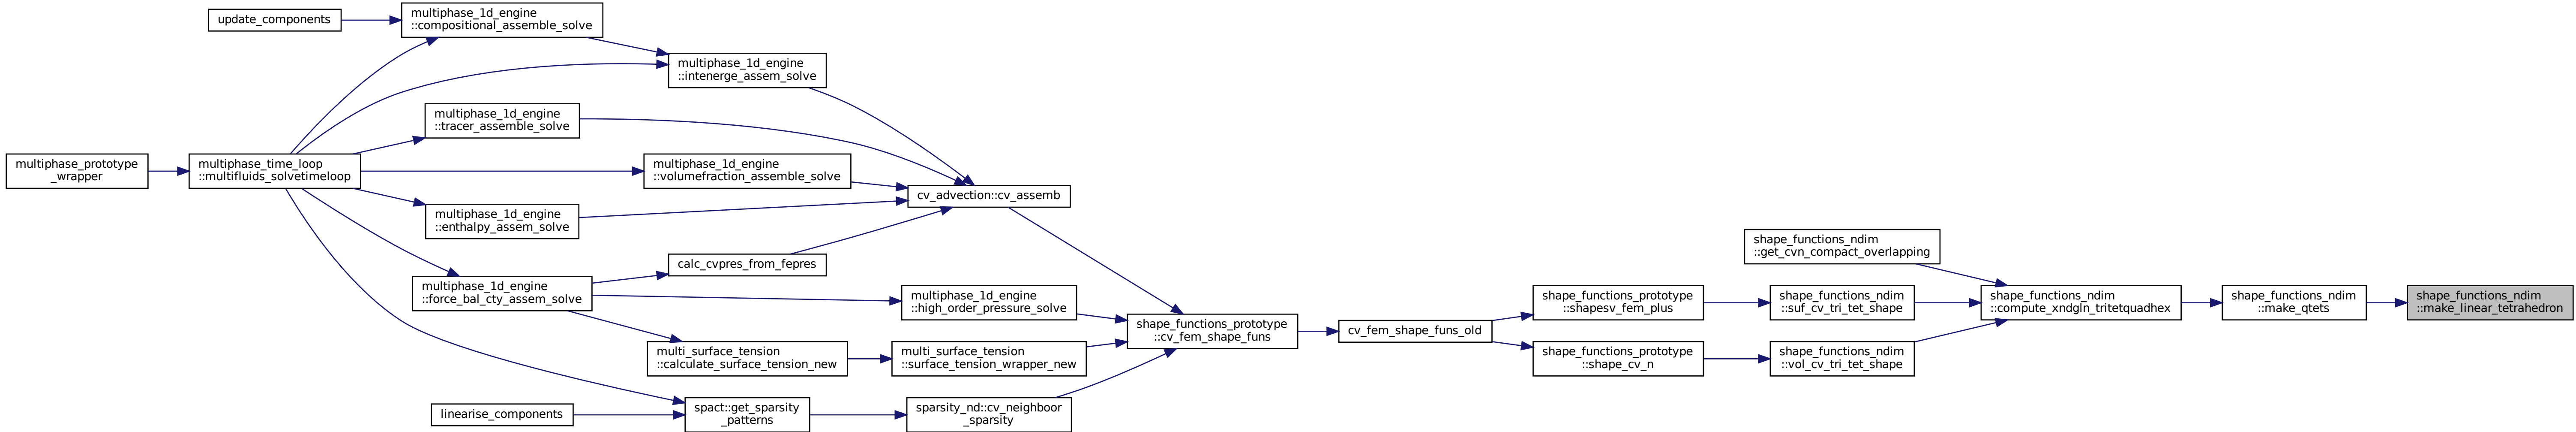 update_components
multiphase_1d_engine
::compositional_assemble_solve
multiphase_1d_engine
::intenerge_assem_solve
multiphase_1d_engine
::tracer_assemble_solve
multiphase_prototype
_wrapper
multiphase_time_loop
::multifluids_solvetimeloop
multiphase_1d_engine
::volumefraction_assemble_solve
cv_advection::cv_assemb
multiphase_1d_engine
::enthalpy_assem_solve
calc_cvpres_from_fepres
multiphase_1d_engine
::force_bal_cty_assem_solve
multiphase_1d_engine
::high_order_pressure_solve
multi_surface_tension
::calculate_surface_tension_new
multi_surface_tension
::surface_tension_wrapper_new
linearise_components
spact::get_sparsity
_patterns
sparsity_nd::cv_neighboor
_sparsity
shape_functions_prototype
::cv_fem_shape_funs
cv_fem_shape_funs_old
shape_functions_prototype
::shapesv_fem_plus
shape_functions_prototype
::shape_cv_n
shape_functions_ndim
::get_cvn_compact_overlapping
shape_functions_ndim
::suf_cv_tri_tet_shape
shape_functions_ndim
::vol_cv_tri_tet_shape
shape_functions_ndim
::compute_xndgln_tritetquadhex
shape_functions_ndim
::make_qtets
shape_functions_ndim
::make_linear_tetrahedron